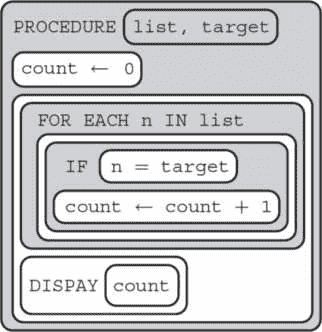 PROCEDURE list, target
count ← 0
FOR EACH n IN list
IF n = target
count ← count + 1
DISPAY count